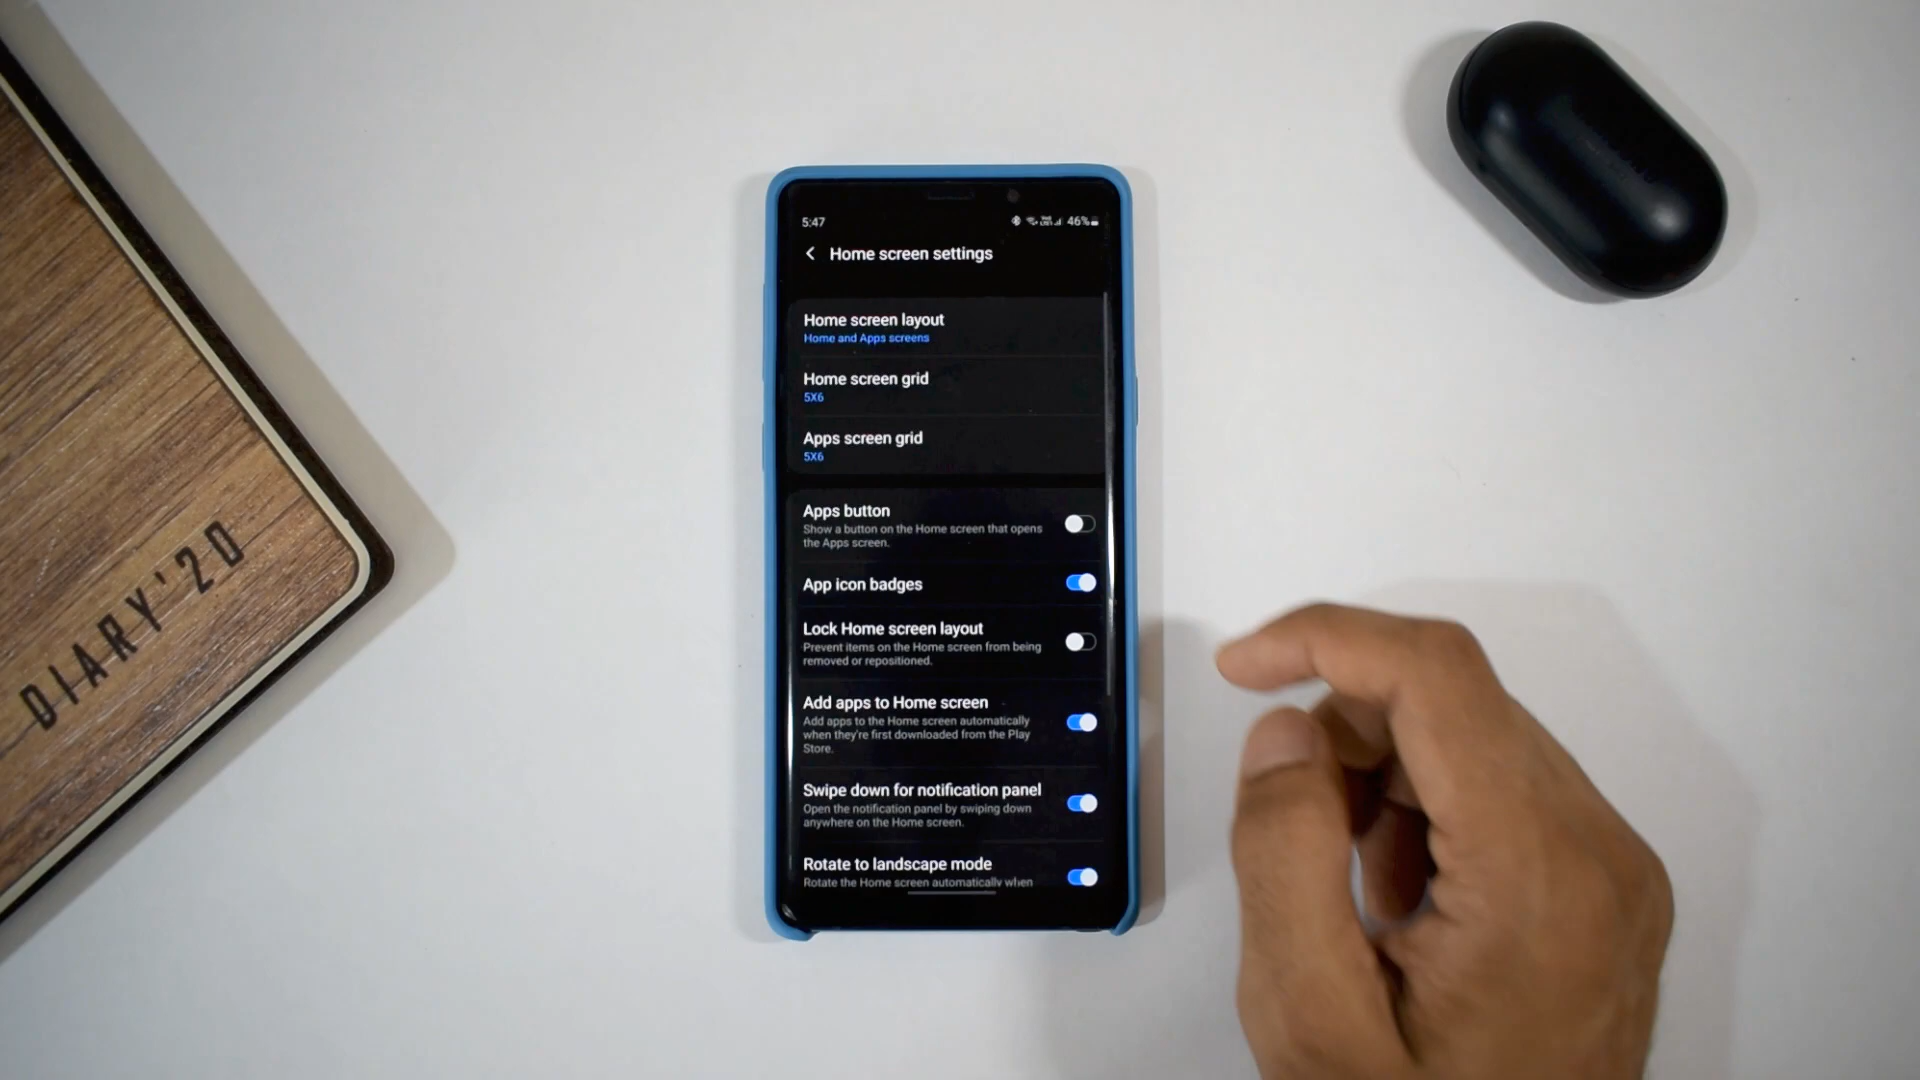 DIARY'20
5:47
46%
Home screen settings
Home screen layout
Home and Apps screens
Home screen grid
5X6
Apps screen grid
5X6
Apps button
Show a button on the Home screen that opens
the Apps screen.
App icon badges
Lock Home screen layout
Prevent items on the Home screen from being
removed or repositioned.
Add apps to Home screen
Add apps to the Home screen automatically
when they're first downloaded from the Play
Store.
Swipe down for notification panel
Open the notification panel by swiping down
anywhere on the Home screen.
Rotate to landscape mode
Rotate the Home screen automatically when